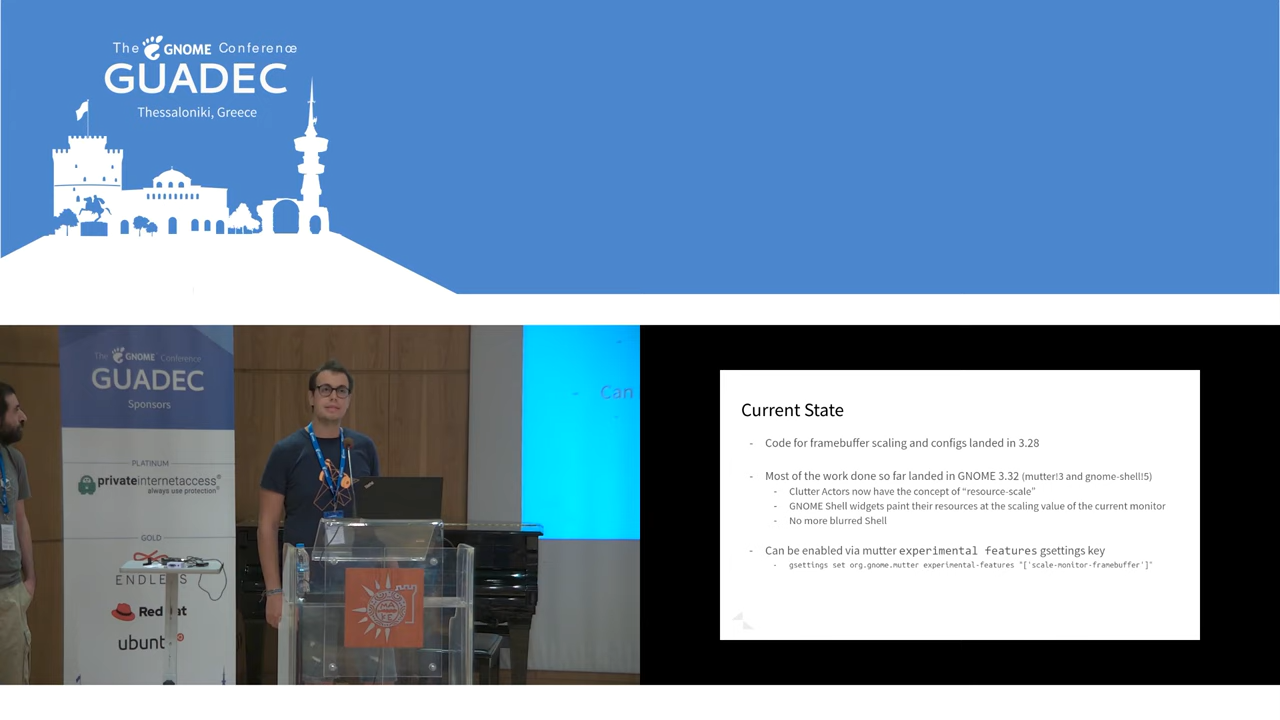 The GNOME Conference
GUADEC
Thessaloniki, Greece
The GNOME Conference
GUADEC
Sponsors
PLATINUM
privateinternetaccess®
always use protection®
GOLD
ENDLESS
Red Hat
ubunt
- Can
Current State
- Code for framebuffer scaling and configs landed in 3.28
- Most of the work done so far landed in GNOME 3.32 (mutter!3 and gnome-shell!5)
- Clutter Actors now have the concept of “resource-scale”
- GNOME Shell widgets paint their resources at the scaling value of the current monitor
- No more blurred Shell
- Can be enabled via mutter experimental features gsettings key
- gsettings set org.gnome.mutter experimental-features "['scale-monitor-framebuffer']"